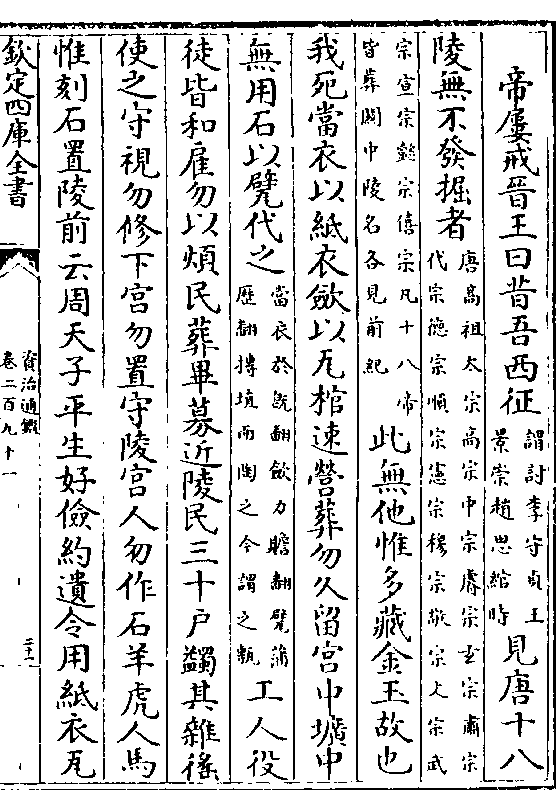 帝屢戒晉王曰昔吾西征謂討李守貞王景崇趙思綰時見唐十八
陵無不發掘者唐高祖太宗高宗中宗睿宗玄宗肅宗代宗德宗順宗憲宗穆宗敬宗文宗武
宗宣宗懿宗僖宗凡十八帝皆葬關中陵名各見前紀此無他惟多藏金玉故也
我死當衣以紙衣斂以瓦棺速營葬勿久留宮中壙中
無用石以甓代之當衣於旣翻斂力瞻翻甓蒲歷翻摶埴而陶之今謂之甎工人役
徒皆和雇勿以煩民葬畢募近陵民三十户蠲其雜徭
使之守視勿修下宮勿置守陵宮人勿作石羊虎人馬
惟刻石置陵前云周天子平生好儉約遺令用紙衣瓦
欽定四庫全書
資治通鑑
卷二百九十一